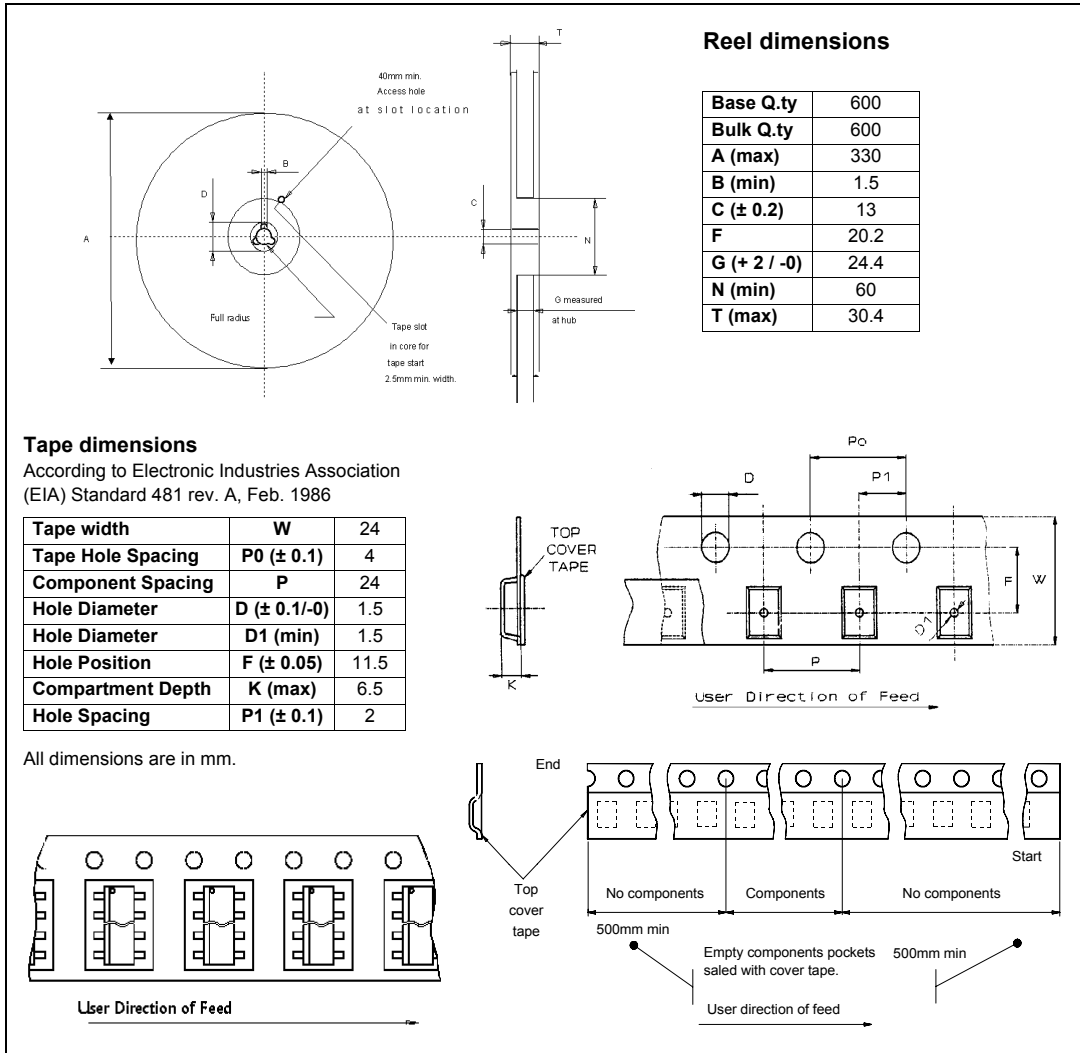 Reel dimensions
T
40mm min.
Access hole
at slot location
B
D
A
C
N
Full radius
Tape slot
in core for
tape start
2.5mm min. width.
G measured
at hub
Base Q.ty 600
Bulk Q.ty 600
A (max) 330
B (min) 1.5
C (± 0.2) 13
F 20.2
G (+ 2 / -0) 24.4
N (min) 60
T (max) 30.4
Tape dimensions
According to Electronic Industries Association
(EIA) Standard 481 rev. A, Feb. 1986
Tape width W 24
Tape Hole Spacing P0 (± 0.1) 4
Component Spacing P 24
Hole Diameter D (± 0.1/-0) 1.5
Hole Diameter D1 (min) 1.5
Hole Position F (± 0.05) 11.5
Compartment Depth K (max) 6.5
Hole Spacing P1 (± 0.1) 2
All dimensions are in mm.
Po
D
P1
TOP
COVER
TAPE
F
W
D1
K
P
User Direction of Feed
End
Start
Top
cover
tape
No components
Components
No components
500mm min
Empty components pockets
saled with cover tape.
500mm min
User direction of feed
User Direction of Feed